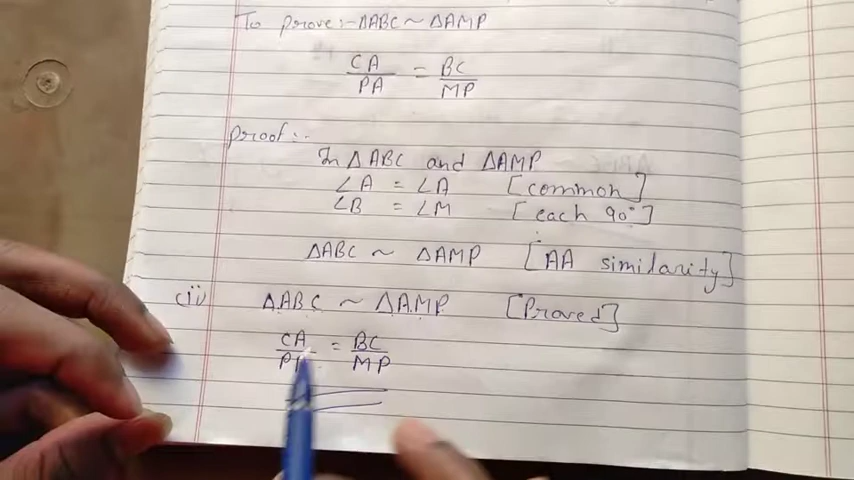 To prove :- ΔABC ~ ΔAMP
CA/PA = BC/MP
Proof :-
In ΔABC and ΔAMP
∠A = ∠A [common]
∠B = ∠M [each 90°]
ΔABC ~ ΔAMP [AA similarity]
(ii) ΔABC ~ ΔAMP [Proved]
CA/PA = BC/MP